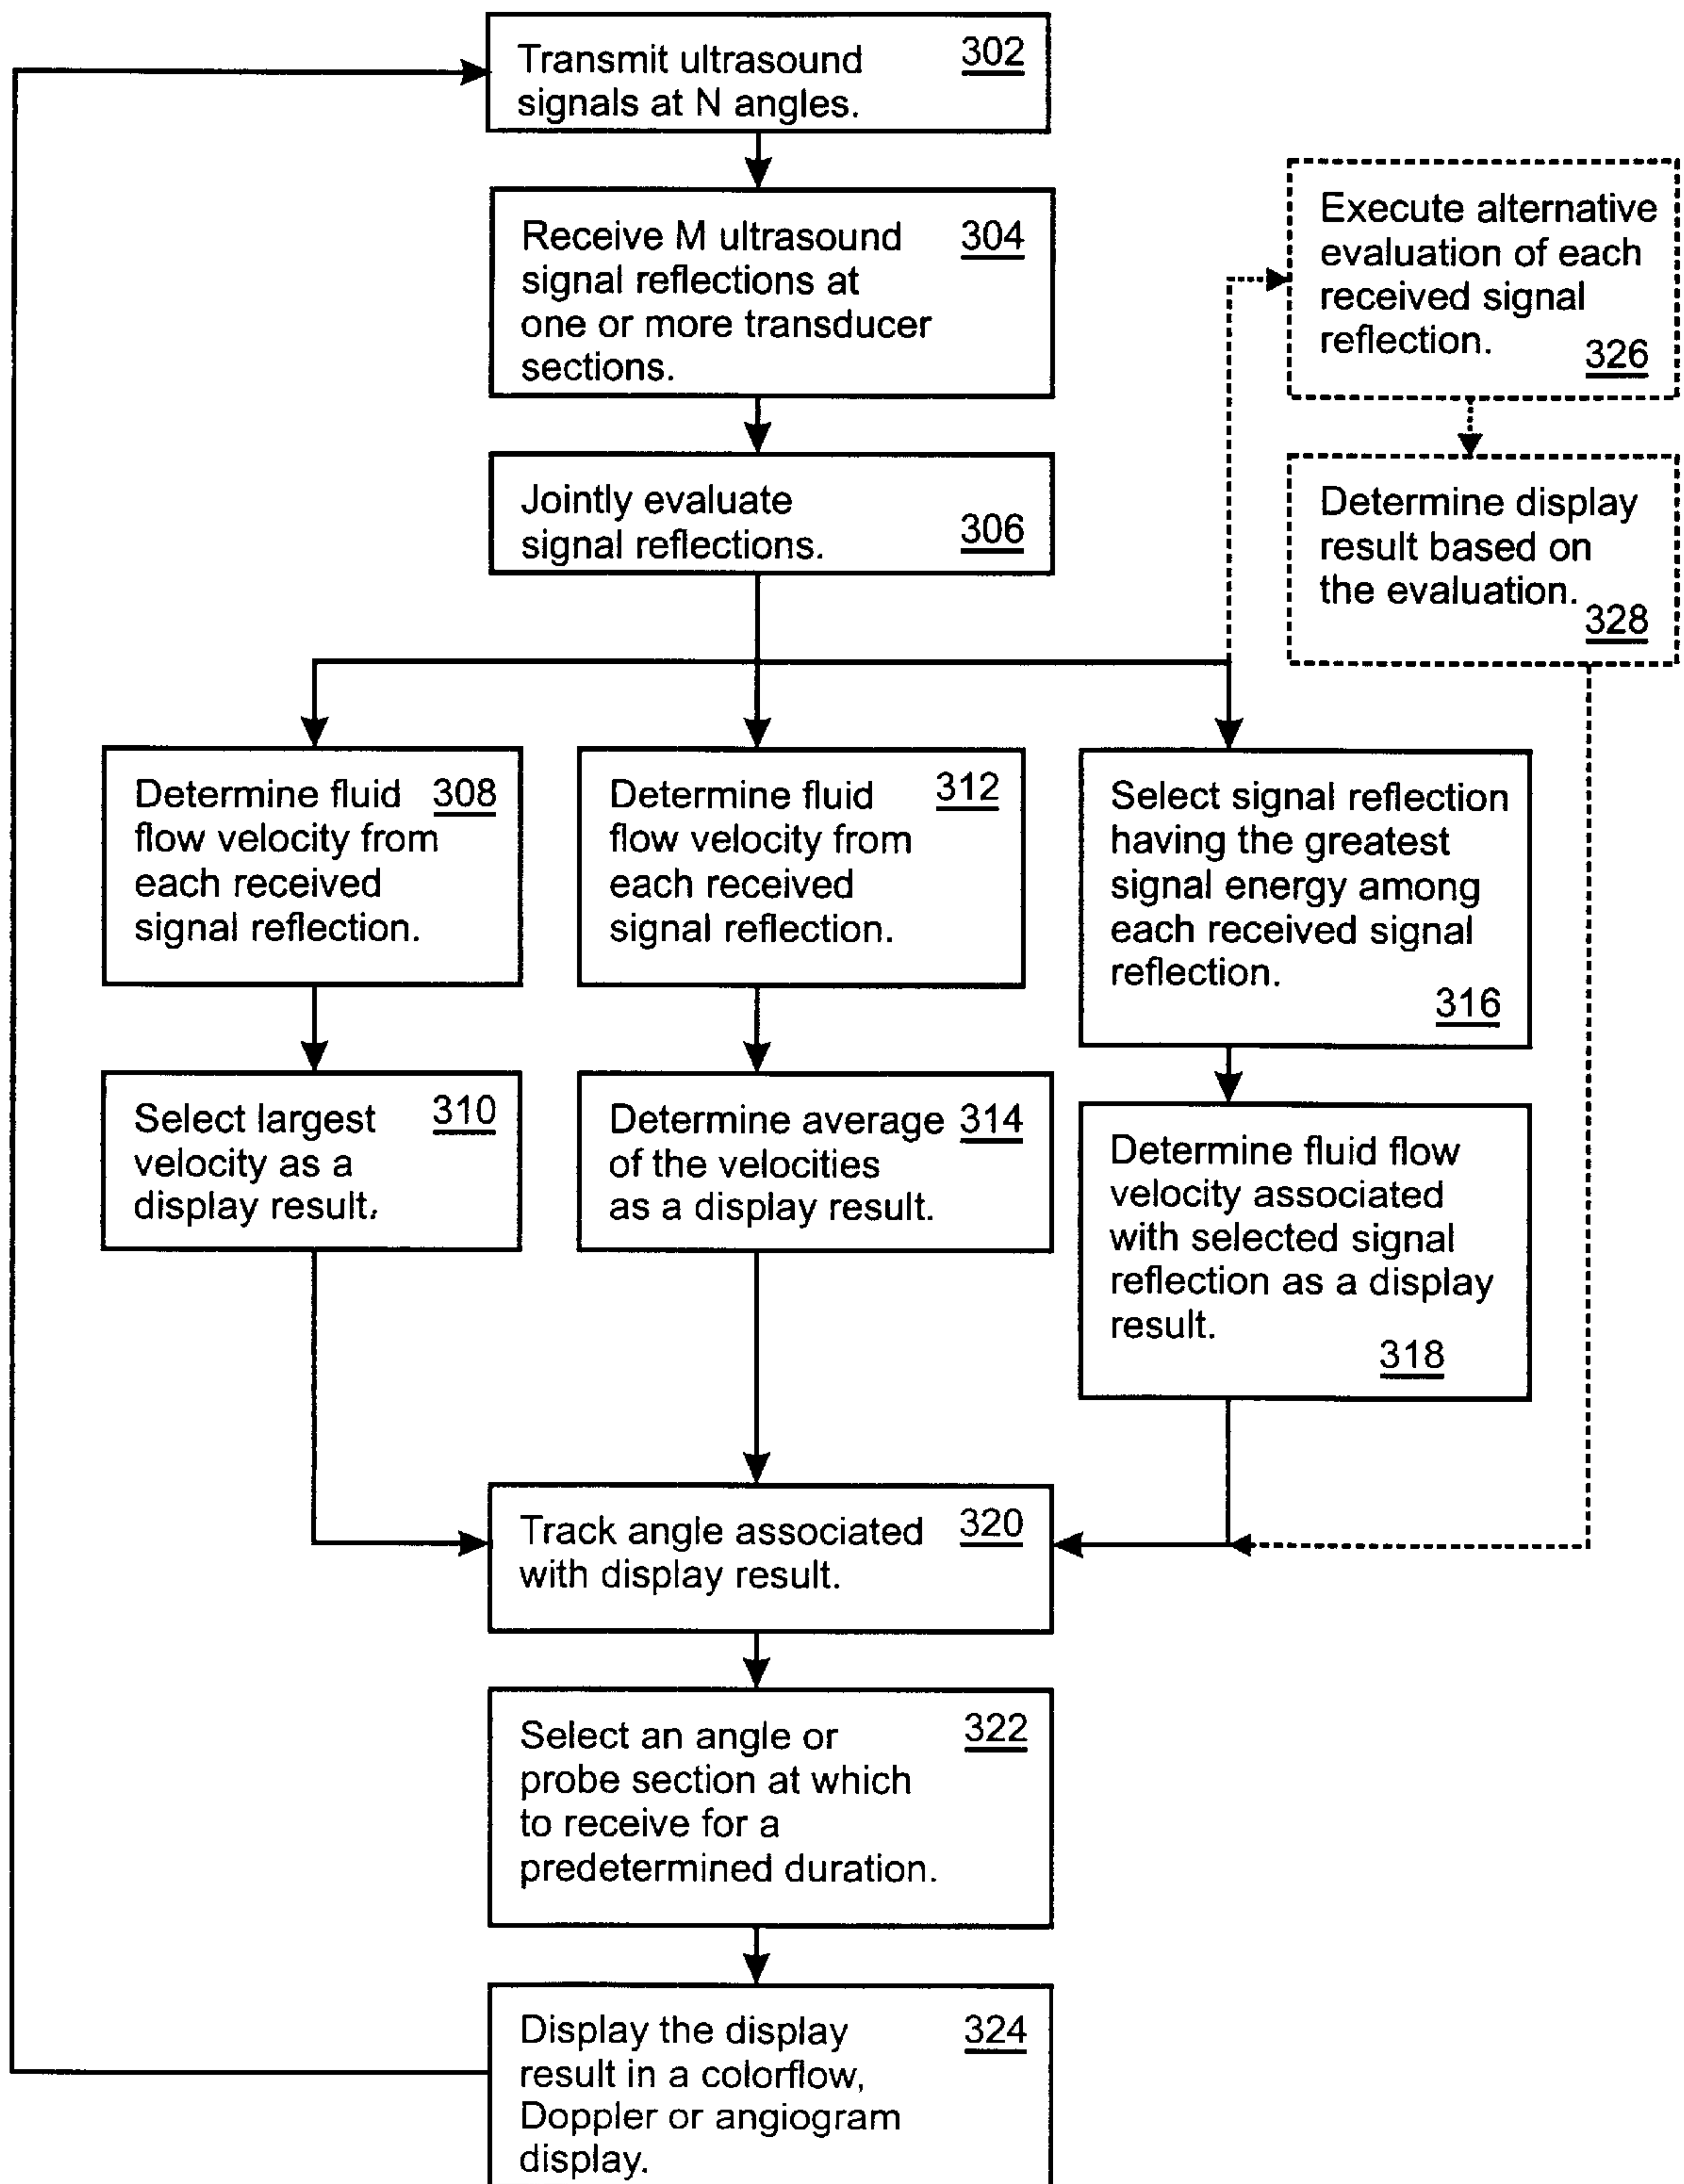 Transmit ultrasound 302
signals at N angles.
Receive M ultrasound 304
signal reflections at
one or more transducer
sections.
Jointly evaluate
signal reflections. 306
Execute alternative
evaluation of each
received signal
reflection. 326
Determine display
result based on
the evaluation. 328
Determine fluid 308
flow velocity from
each received
signal reflection.
Select largest 310
velocity as a
display result.
Determine fluid 312
flow velocity from
each received
signal reflection.
Determine average 314
of the velocities
as a display result.
Select signal reflection
having the greatest
signal energy among
each received signal
reflection.
316
Determine fluid flow
velocity associated
with selected signal
reflection as a display
result.
318
Track angle associated 320
with display result.
Select an angle or 322
probe section at which
to receive for a
predetermined duration.
Display the display 324
result in a colorflow,
Doppler or angiogram
display.